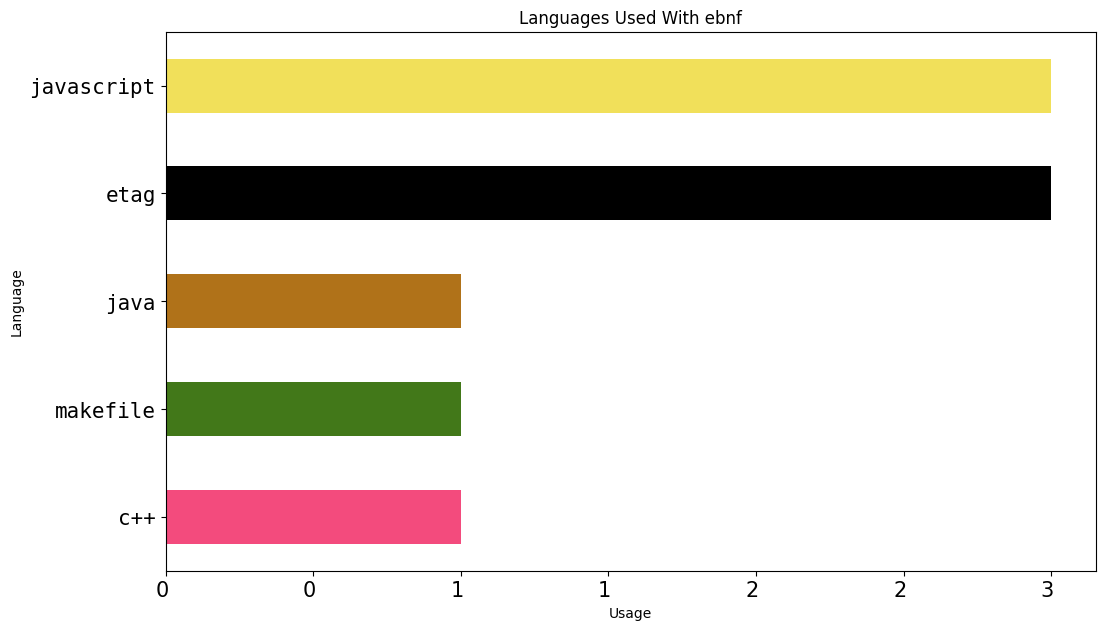 Languages Used With ebnf
javascript
etag
java
makefile
c++
Language
0 0 1 1 2 2 3
Usage